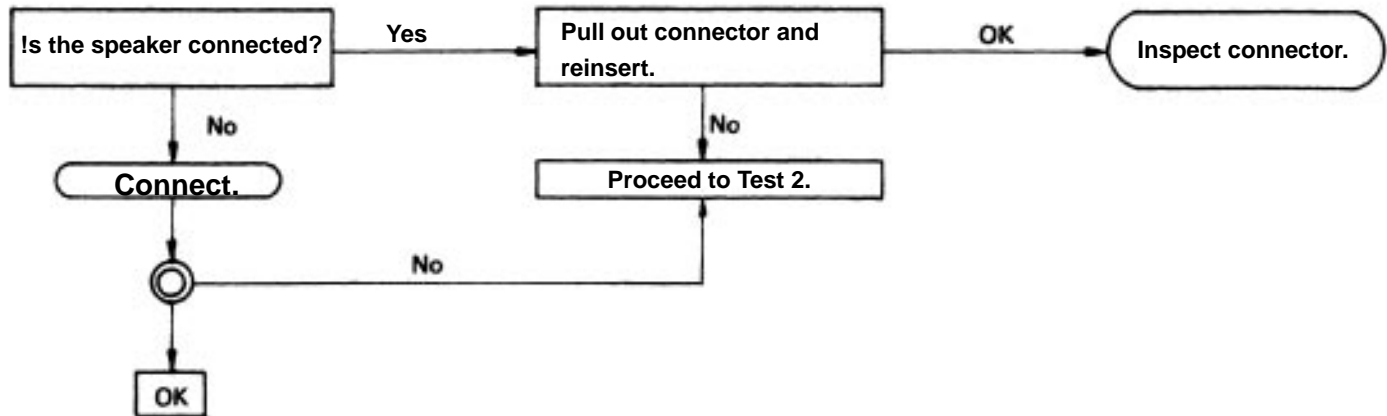 !s the speaker connected?
Yes
Pull out connector and
reinsert.
OK
Inspect connector.
No
No
Connect.
Proceed to Test 2.
No
OK